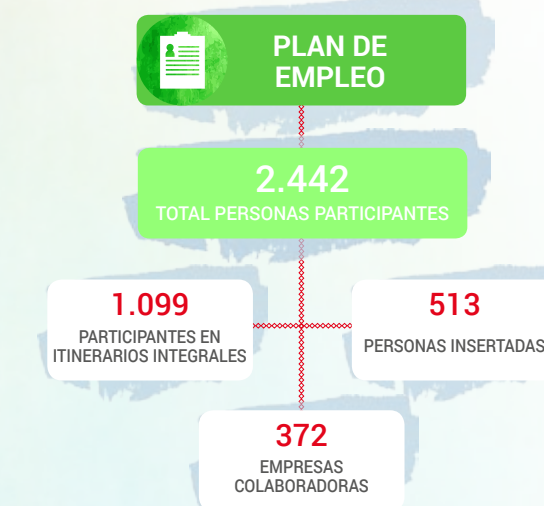 PLAN DE
EMPLEO
2.442
TOTAL PERSONAS PARTICIPANTES
1.099
PARTICIPANTES EN
ITINERARIOS INTEGRALES
513
PERSONAS INSERTADAS
372
EMPRESAS
COLABORADORAS